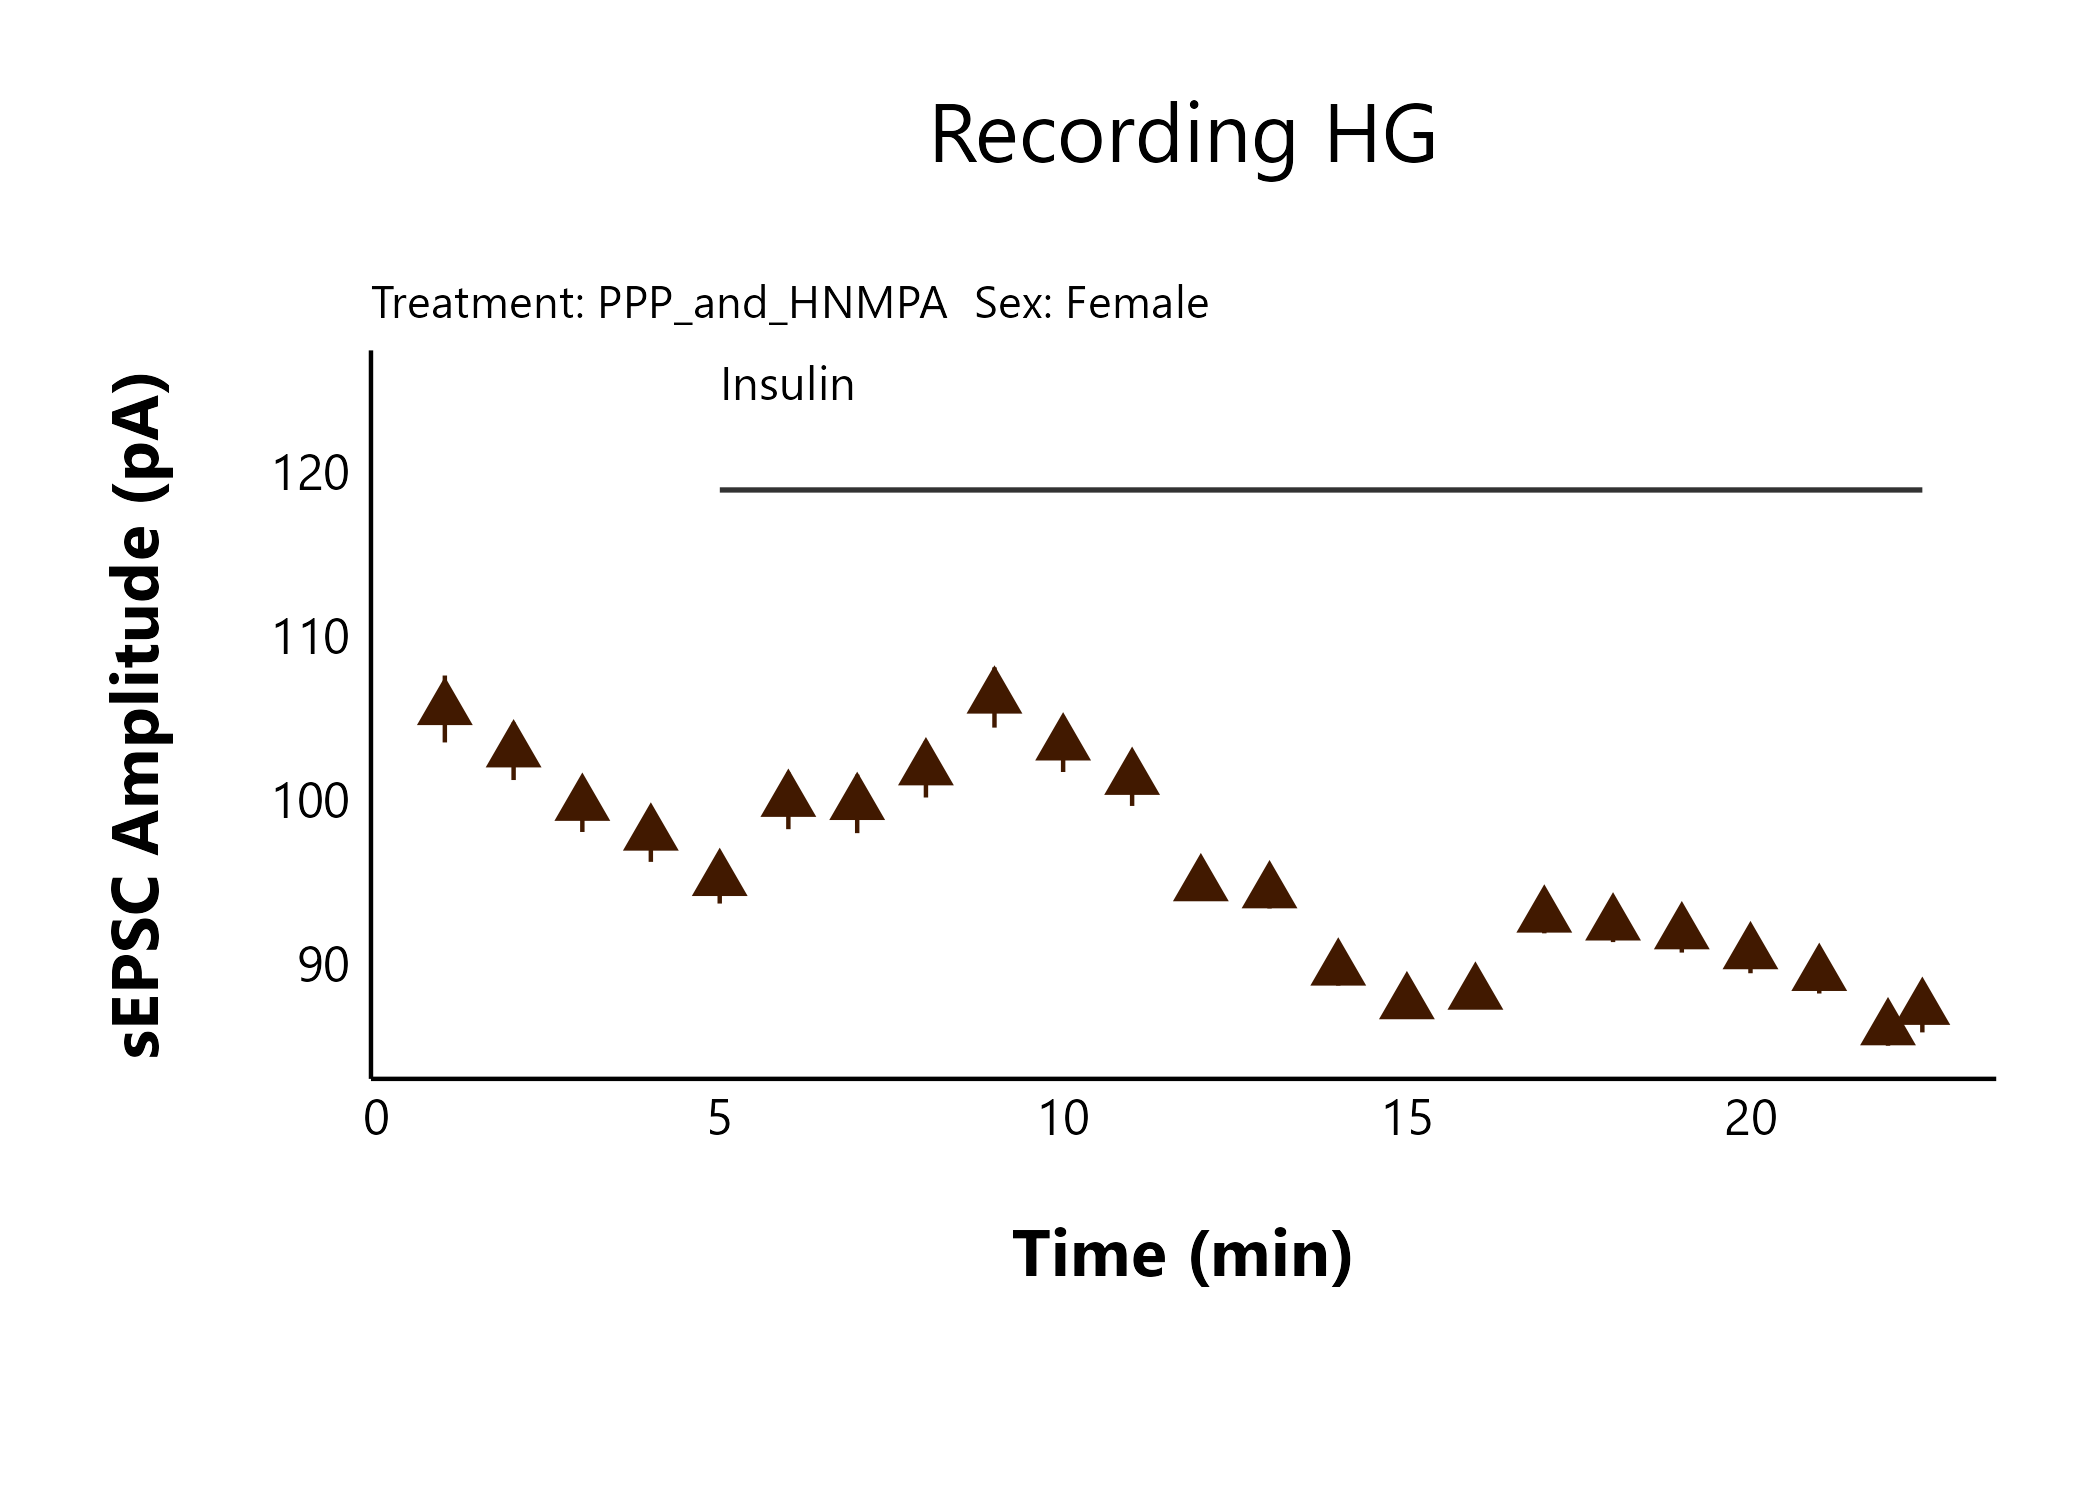 Recording HG
Treatment: PPP_and_HNMPA Sex: Female
Insulin
sEPSC Amplitude (pA)
120
110
100
90
0 5 10 15 20
Time (min)